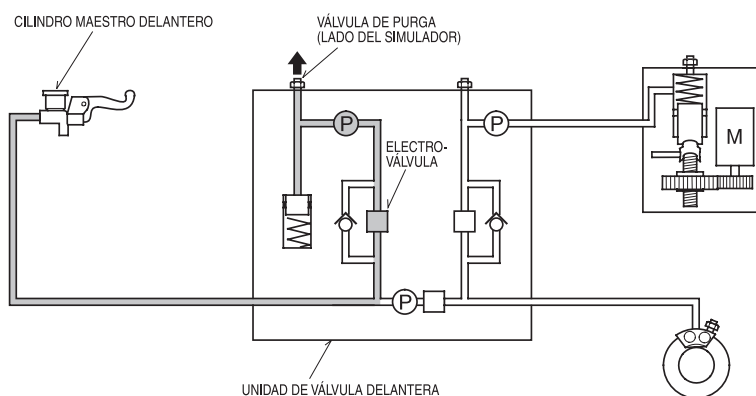 CILINDRO MAESTRO DELANTERO
VÁLVULA DE PURGA
(LADO DEL SIMULADOR)
P
P
ELECTRO-
VÁLVULA
M
P
UNIDAD DE VÁLVULA DELANTERA